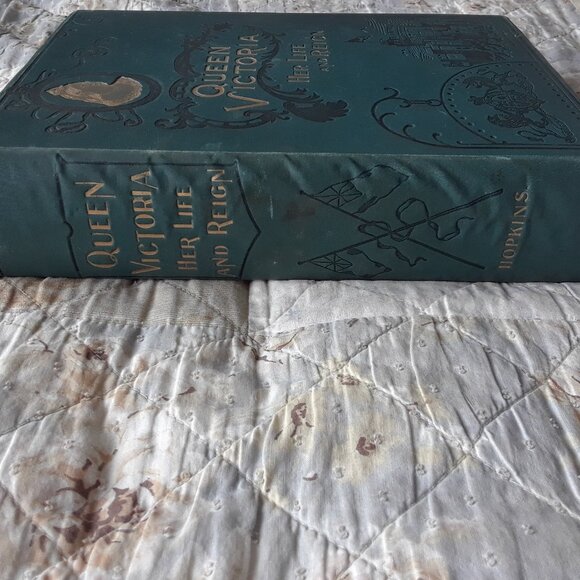 QUEEN
VICTORIA
HER LIFE
AND REIGN
QUEEN
VICTORIA
HER LIFE
AND REIGN
HOPKINS.